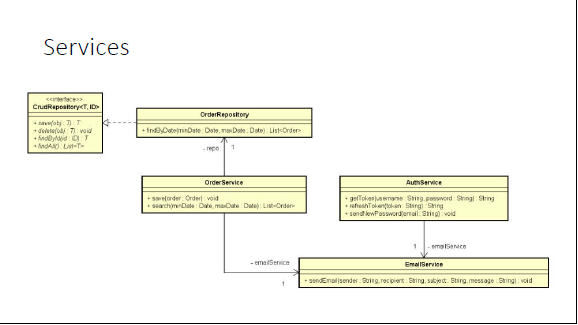 Services
<<interface>>
CrudRepository<T, ID>
+ save(obj : T) : T
+ delete(obj : T) : void
+ findById(id : ID) : T
+ findAll() : List<T>
OrderRepository
+ findByDate(minDate : Date, maxDate : Date) : List<Order>
- repo
1
OrderService
+ save(order : Order) : void
+ search(minDate : Date, maxDate : Date) : List<Order>
AuthService
+ getToken(username : String, password : String) : String
+ refreshToken(token : String) : String
+ sendNewPassword(email : String) : void
1
- emailService
- emailService
1
EmailService
+ sendEmail(sender : String, recipient : String, subject : String, message : String) : void